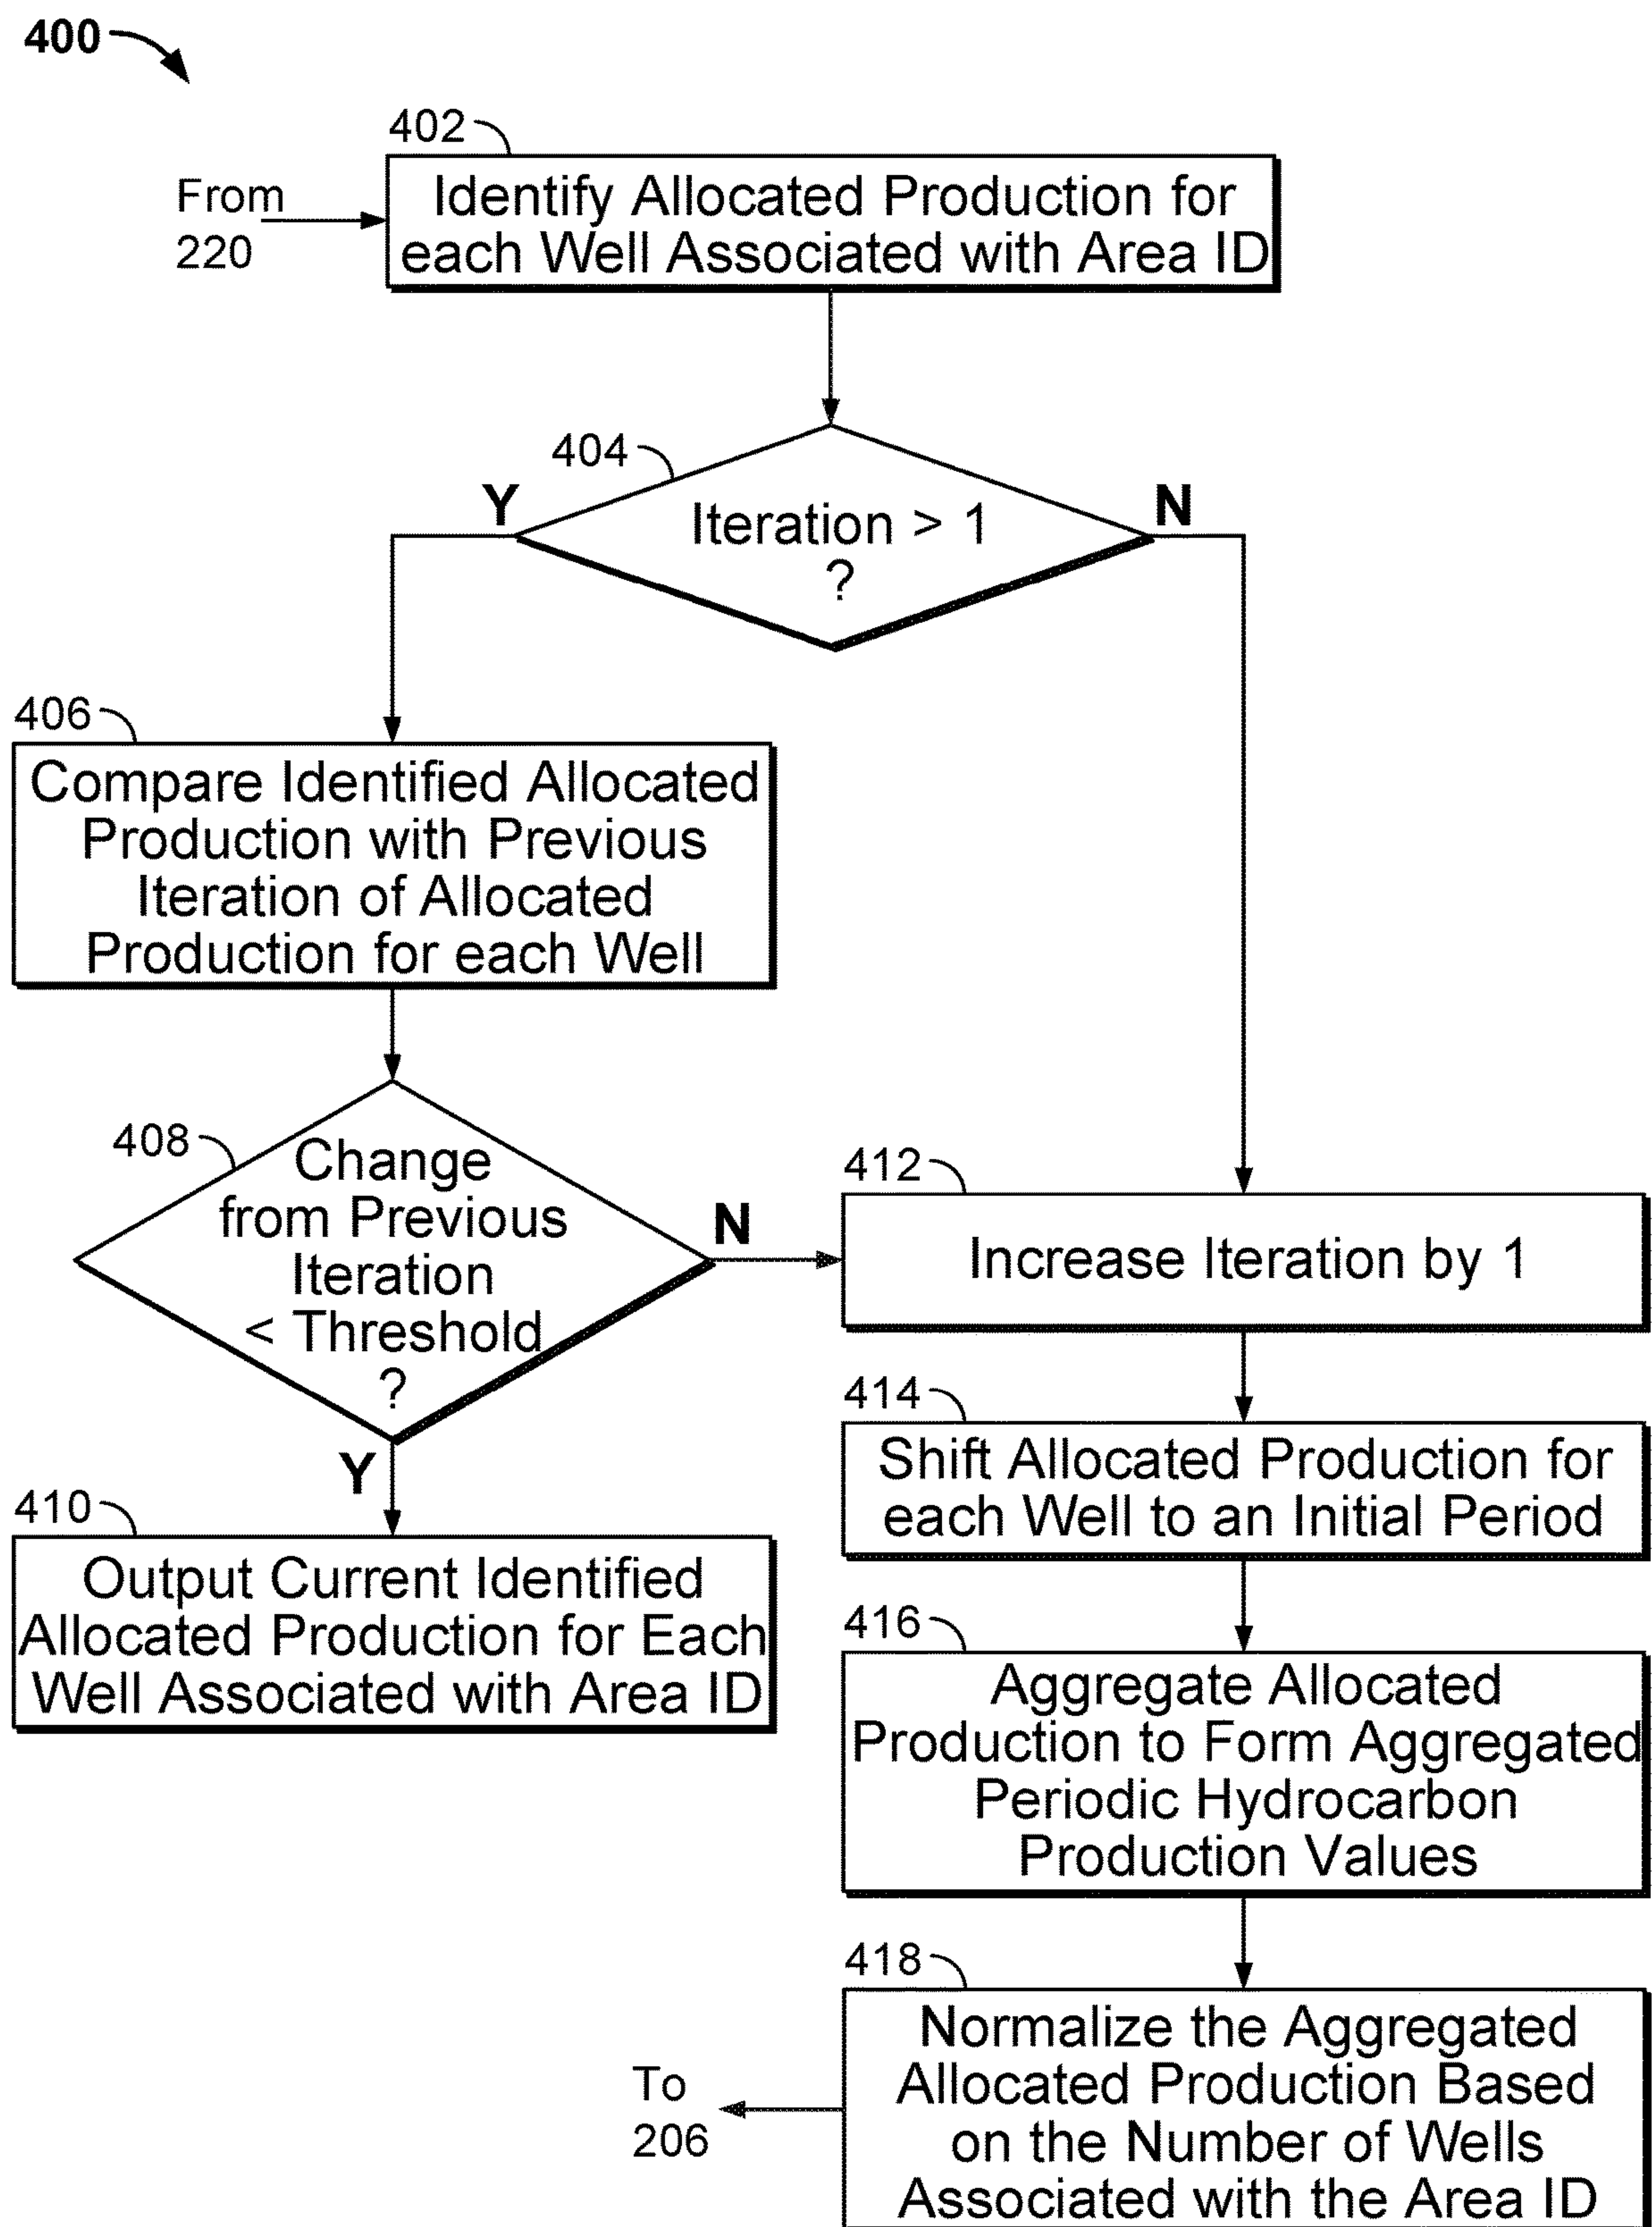 400
402
From
220
Identify Allocated Production for
each Well Associated with Area ID
404
Y
N
Iteration > 1
?
406
Compare Identified Allocated
Production with Previous
Iteration of Allocated
Production for each Well
408
Change
from Previous
Iteration
< Threshold
?
N
Y
410
Output Current Identified
Allocated Production for Each
Well Associated with Area ID
412
Increase Iteration by 1
414
Shift Allocated Production for
each Well to an Initial Period
416
Aggregate Allocated
Production to Form Aggregated
Periodic Hydrocarbon
Production Values
418
Normalize the Aggregated
Allocated Production Based
on the Number of Wells
Associated with the Area ID
To
206